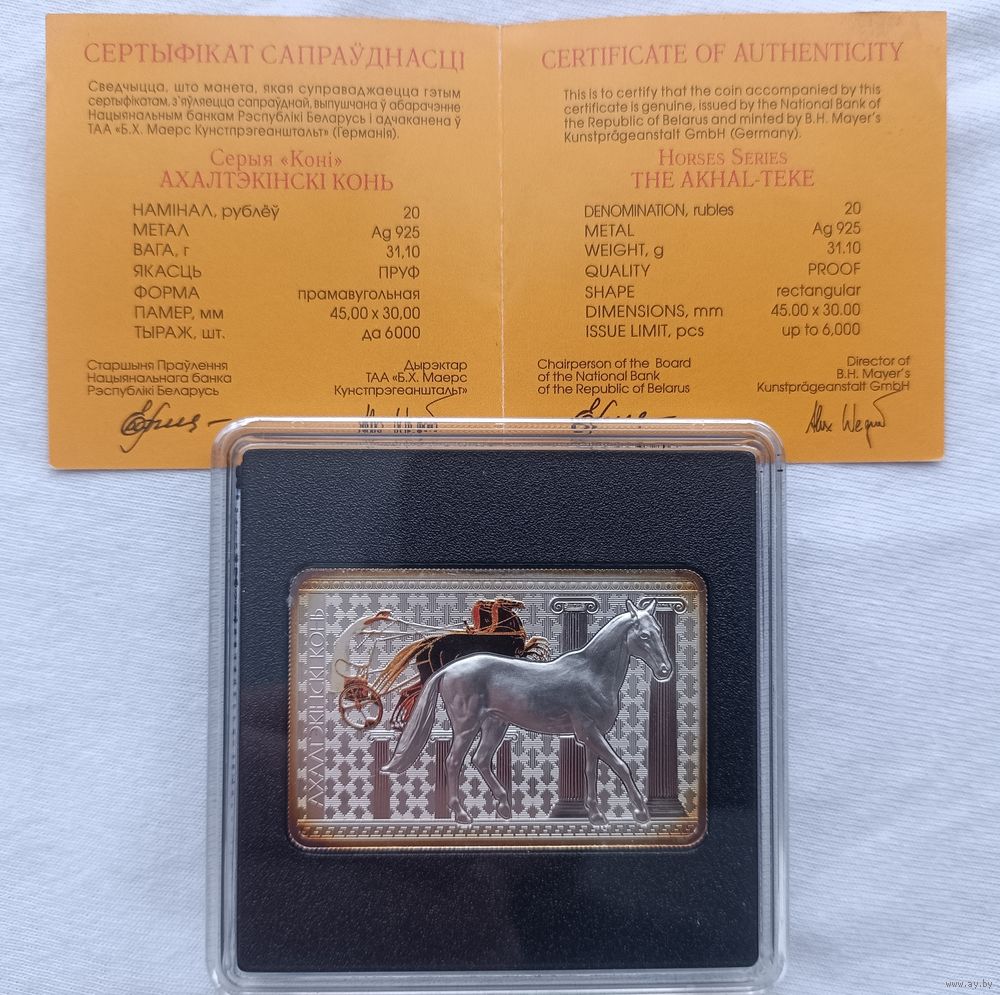 СЕРТЫФІКАТ САПРАЎДНАСЦІ
Сведчыцца, што манета, якая суправаджаецца гэтым
сертыфікатам, з'яўляецца сапраўднай, выпушчана ў абарачэнне
Нацыянальным банкам Рэспублікі Беларусь і адчаканена ў
ТАА «Б.Х. Маерс Кунстпрэгеанштальт» (Германія).
Серыя «Коні»
АХАЛТЭКІНСКІ КОНЬ
НАМІНАЛ, рублёў 20
МЕТАЛ Ag 925
ВАГА, г 31,10
ЯКАСЦЬ ПРУФ
ФОРМА прамавугольная
ПАМЕР, мм 45,00 x 30,00
ТЫРАЖ, шт. да 6000
Старшыня Праўлення
Нацыянальнага банка
Рэспублікі Беларусь
Дырэктар
ТАА «Б.Х. Маерс
Кунстпрэгеанштальт»
CERTIFICATE OF AUTHENTICITY
This is to certify that the coin accompanied by this
certificate is genuine, issued by the National Bank of
the Republic of Belarus and minted by B.H. Mayer's
Kunstprägeanstalt GmbH (Germany).
HORSES SERIES
THE AKHAL-TEKE
DENOMINATION, rubles 20
METAL Ag 925
WEIGHT, g 31.10
QUALITY PROOF
SHAPE rectangular
DIMENSIONS, mm 45.00 x 30.00
ISSUE LIMIT, pcs up to 6,000
Chairperson of the Board
of the National Bank
of the Republic of Belarus
Director of
B.H. Mayer's
Kunstprägeanstalt GmbH
АХАЛТЭКІНСКІ КОНЬ
www.ay.by